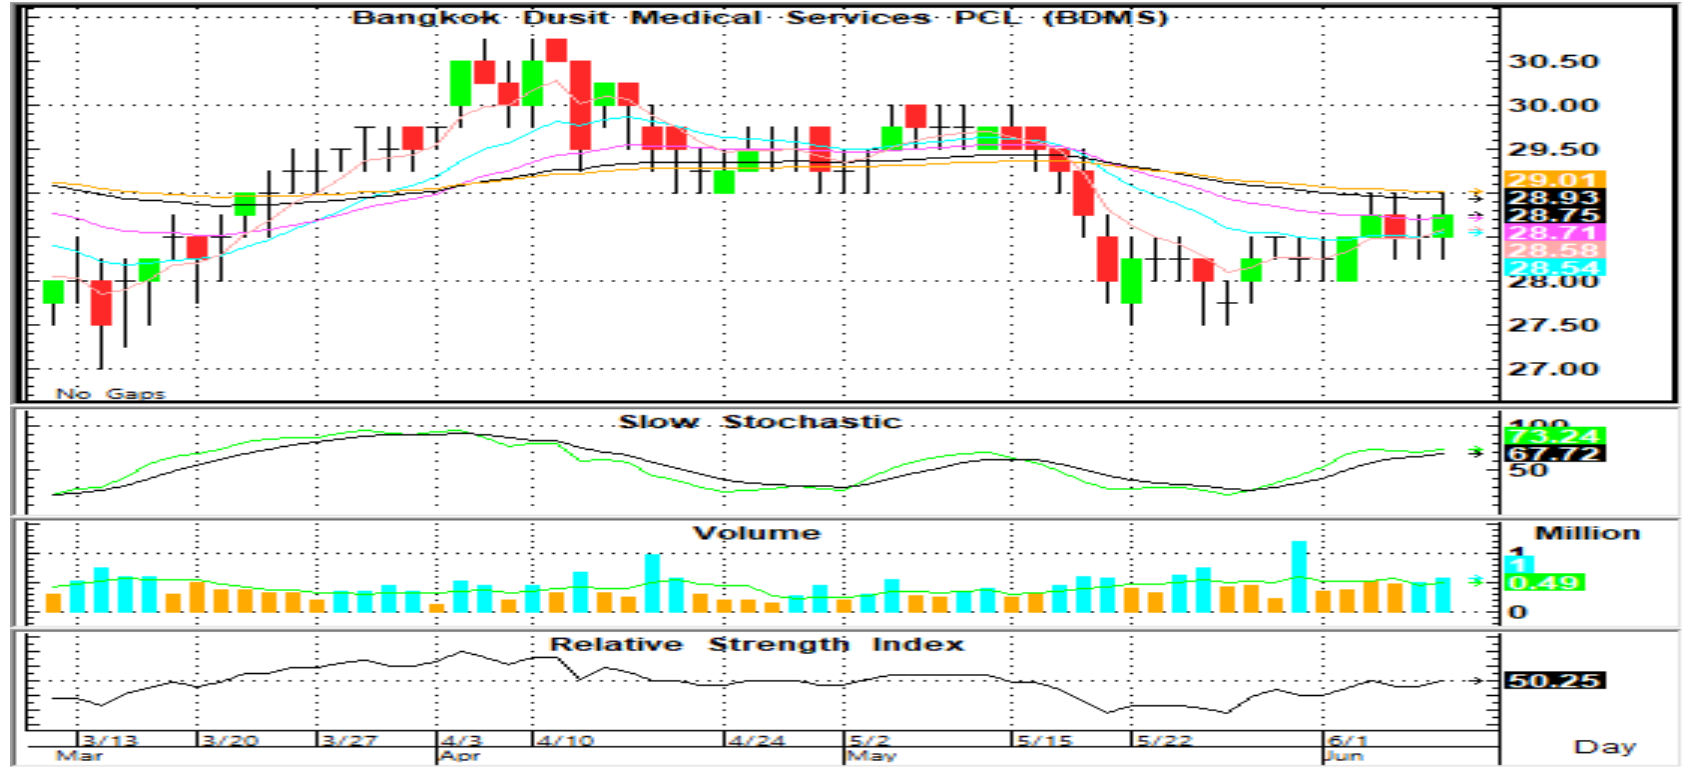 Bangkok Dusit Medical Services PCL (BDMS)
30.50
30.00
29.50
29.01
28.93
28.75
28.71
28.58
28.54
28.00
27.50
27.00
No Gaps
Slow Stochastic
100
73.24
67.72
50
Volume
Million
1
1
0.49
0
Relative Strength Index
50.25
3/13 3/20 3/27 4/3 4/10 4/24 5/2 5/15 5/22 6/1
Mar Apr May Jun
Day